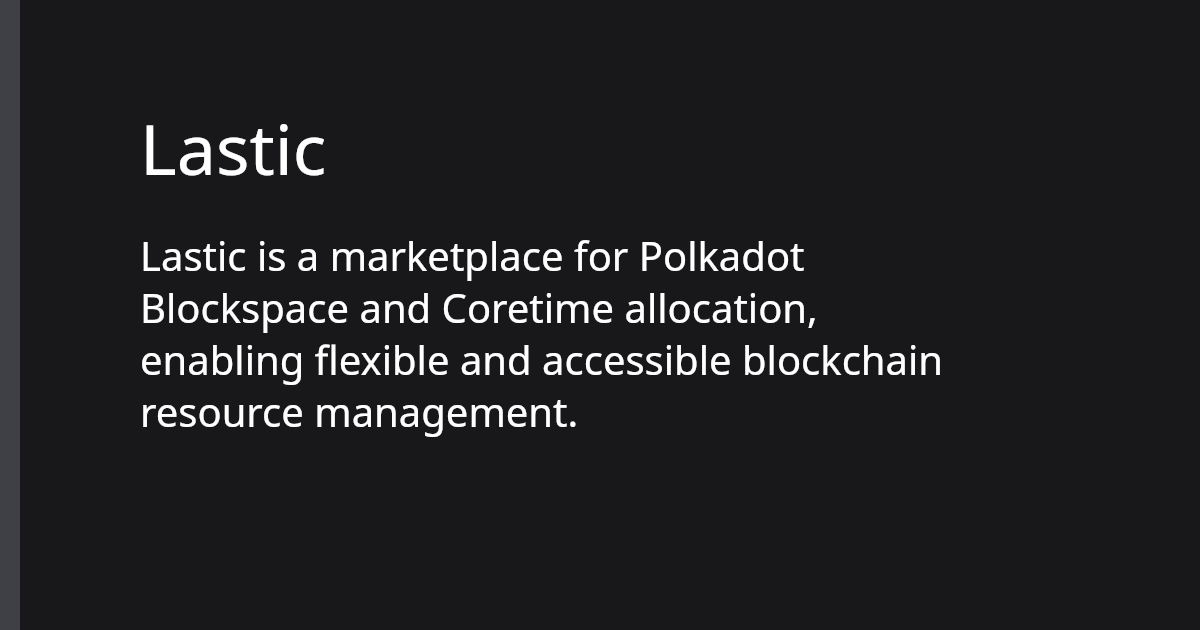 Lastic
Lastic is a marketplace for Polkadot
Blockspace and Coretime allocation,
enabling flexible and accessible blockchain
resource management.